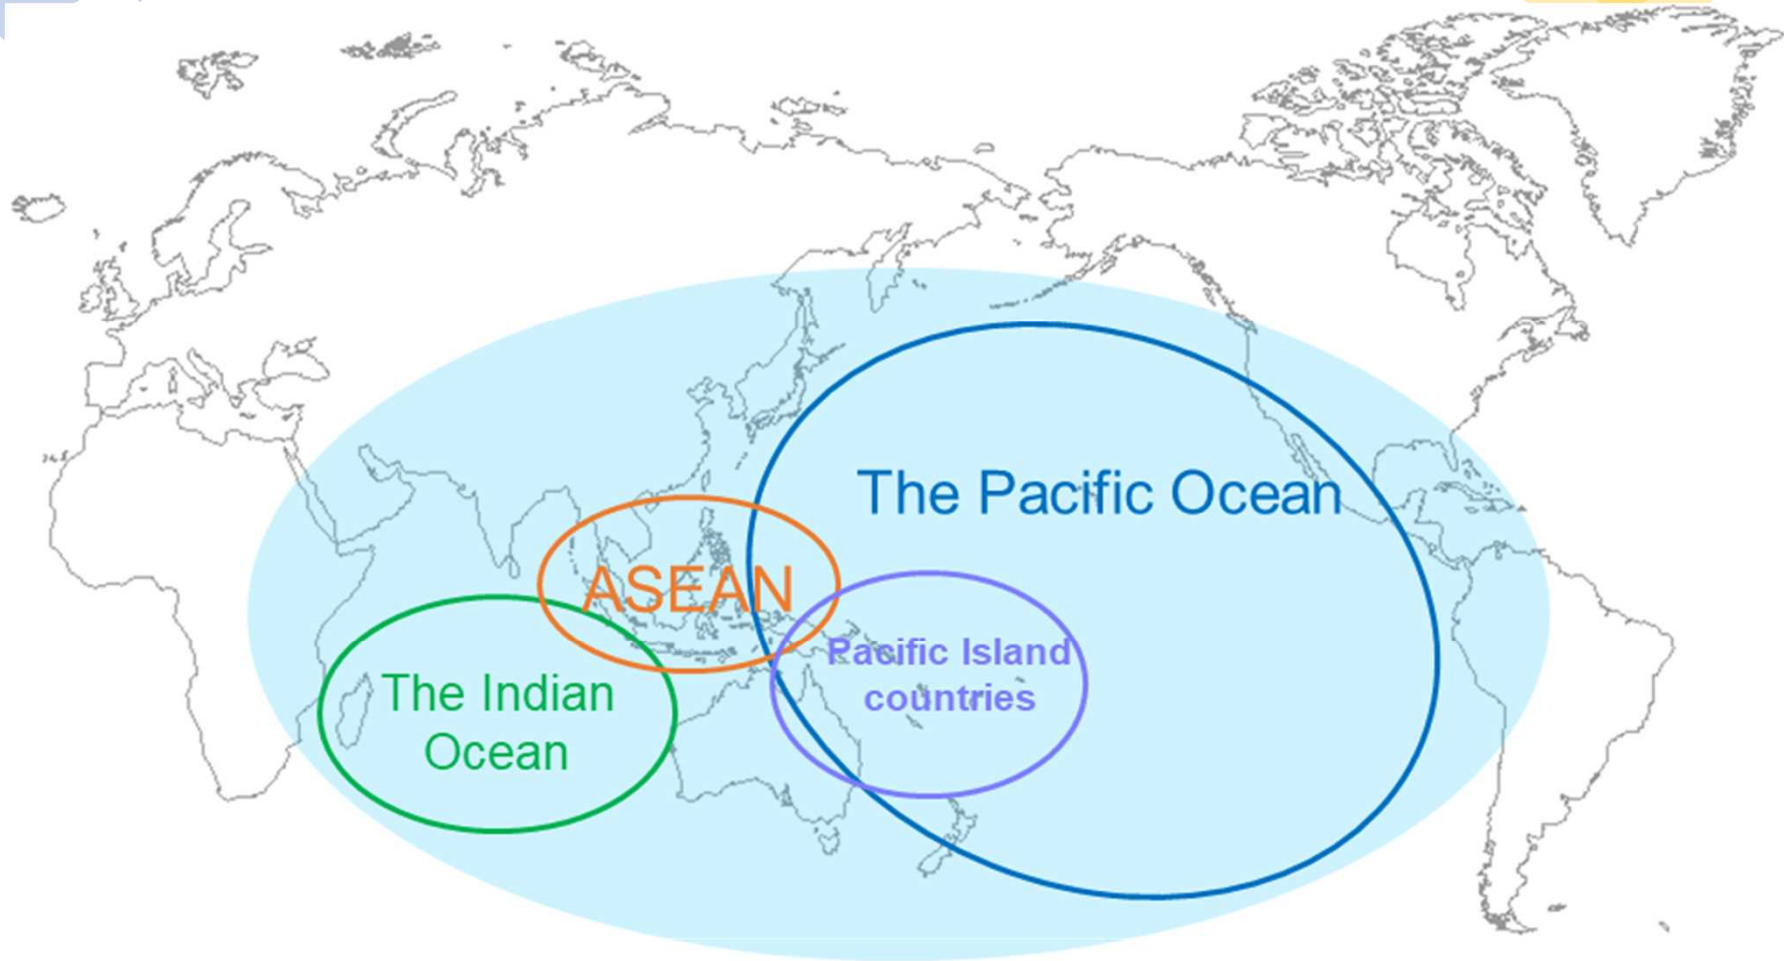 The Pacific Ocean
ASEAN
Pacific Island
countries
The Indian
Ocean